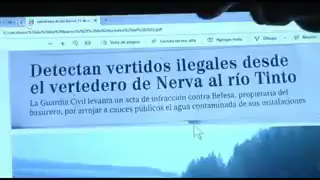 Detectan vertidos ilegales desde
el vertedero de Nerva al río Tinto
La Guardia Civil levanta un acta de infracción contra Befesa, propietaria del
basurero, por arrojar a cauces públicos el agua contaminada de sus instalaciones